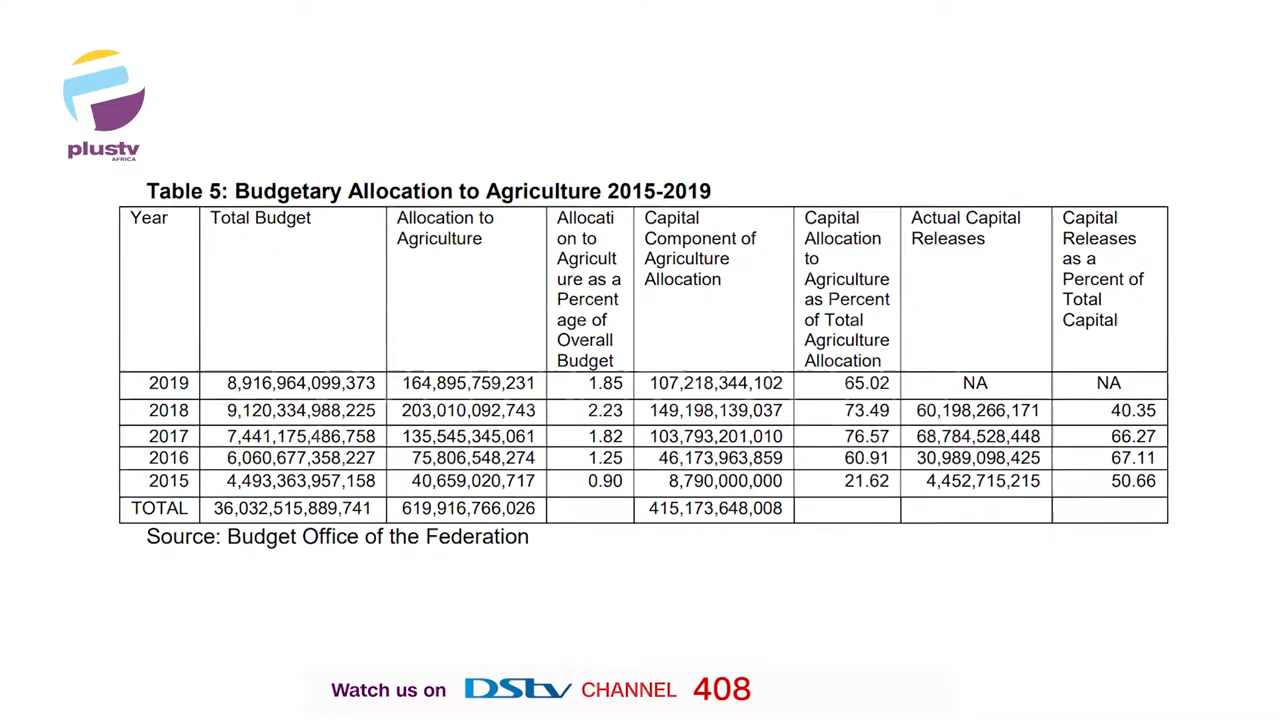 plustv
AFRICA
Table 5: Budgetary Allocation to Agriculture 2015-2019
Year Total Budget Allocation to Agriculture Allocati on to Agricult ure as a Percent age of Overall Budget Capital Component of Agriculture Allocation Capital Allocation to Agriculture as Percent of Total Agriculture Allocation Actual Capital Releases Capital Releases as a Percent of Total Capital
2019 8,916,964,099,373 164,895,759,231 1.85 107,218,344,102 65.02 NA NA
2018 9,120,334,988,225 203,010,092,743 2.23 149,198,139,037 73.49 60,198,266,171 40.35
2017 7,441,175,486,758 135,545,345,061 1.82 103,793,201,010 76.57 68,784,528,448 66.27
2016 6,060,677,358,227 75,806,548,274 1.25 46,173,963,859 60.91 30,989,098,425 67.11
2015 4,493,363,957,158 40,659,020,717 0.90 8,790,000,000 21.62 4,452,715,215 50.66
TOTAL 36,032,515,889,741 619,916,766,026 415,173,648,008
Source: Budget Office of the Federation
Watch us on DStv CHANNEL 408